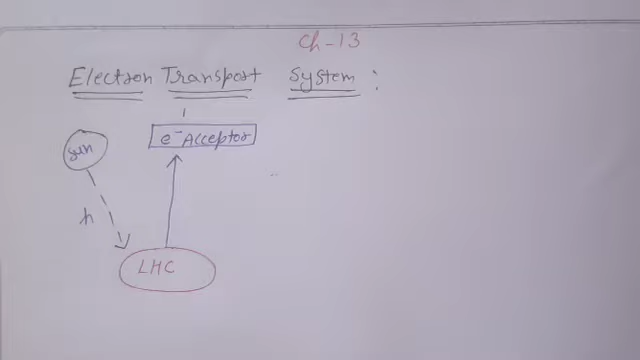 Ch-13
Electron Transport System :
e⁻ Acceptor
sun
h
LHC